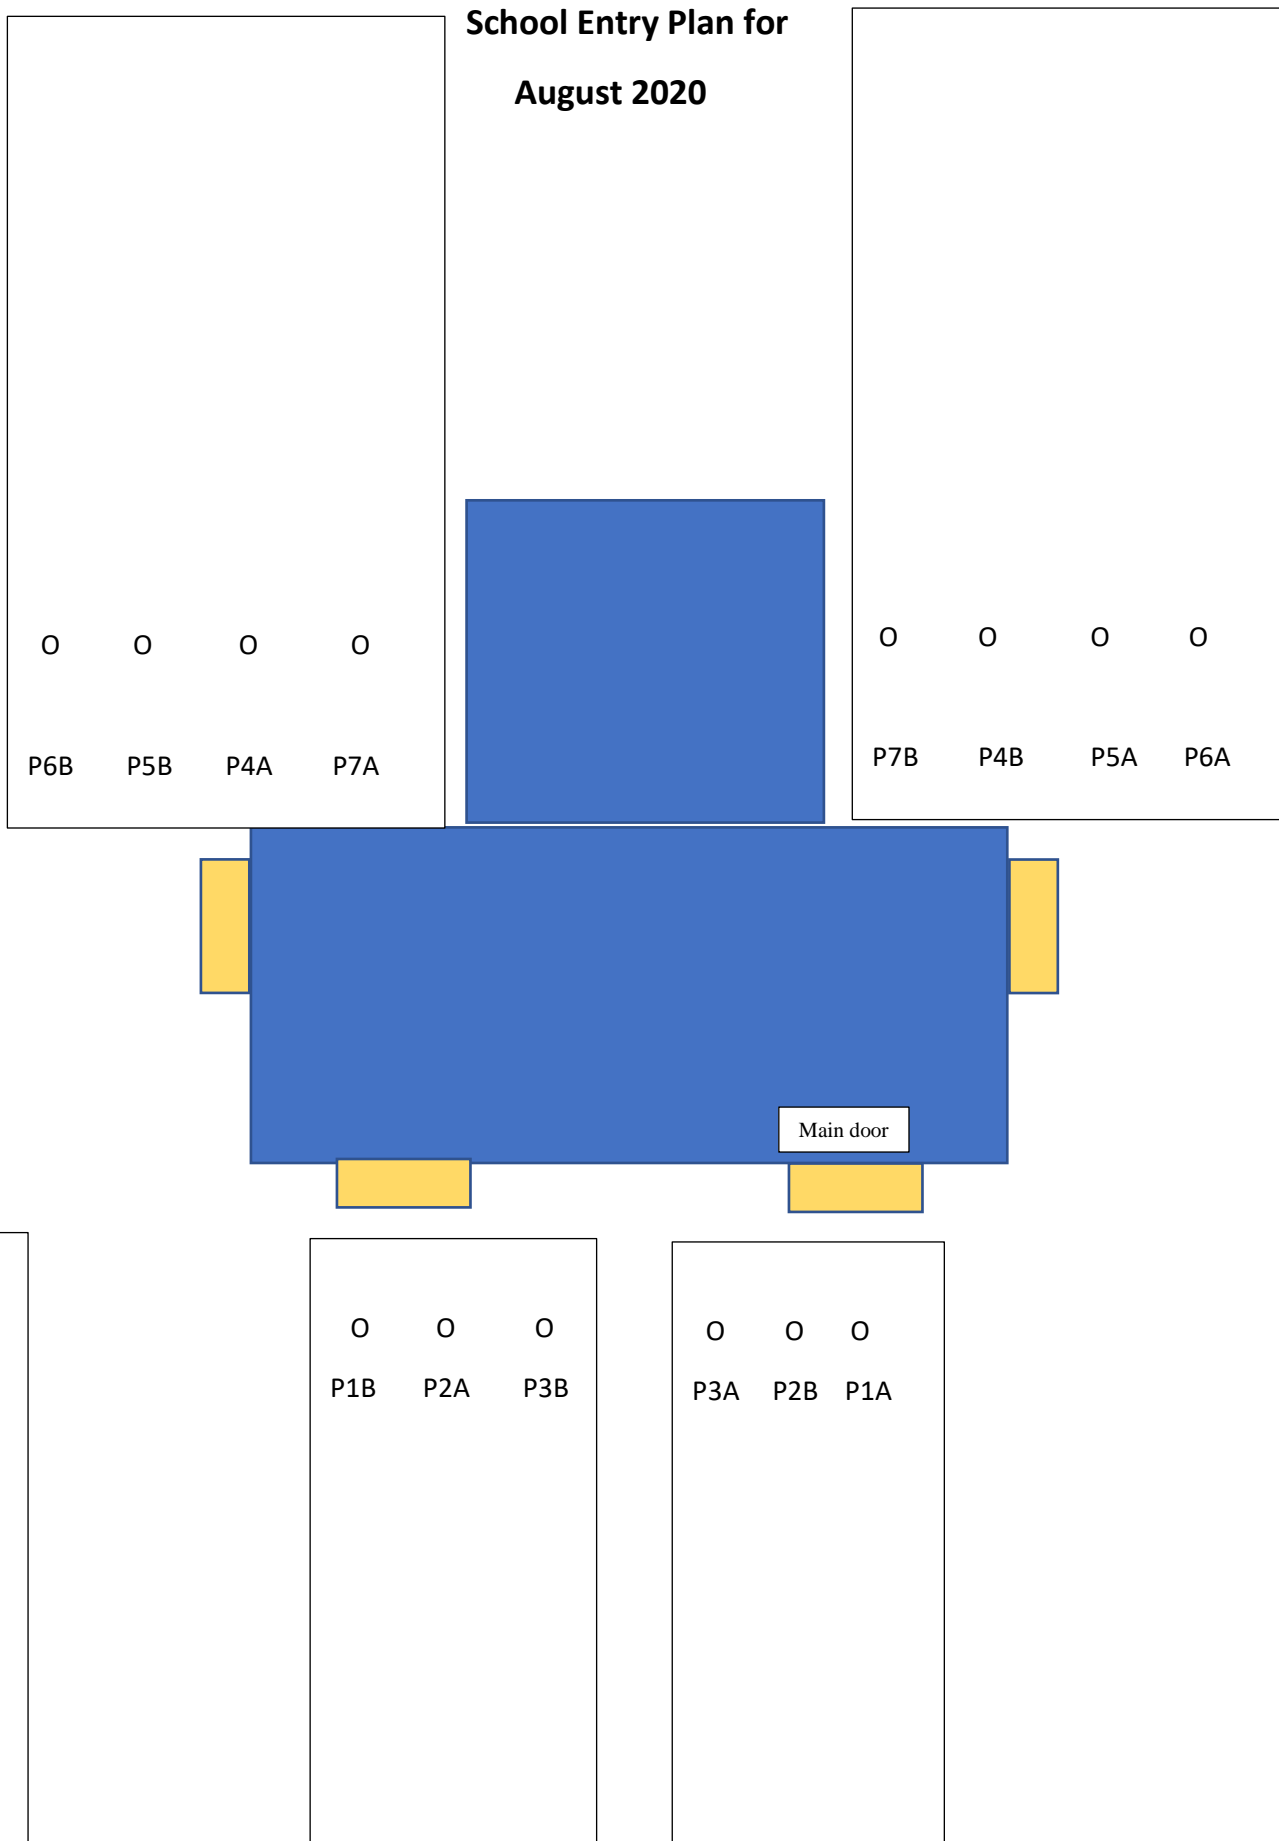 School Entry Plan for
August 2020
O O O O
P6B P5B P4A P7A
O O O O
P7B P4B P5A P6A
Main door
O O O
P1B P2A P3B
O O O
P3A P2B P1A